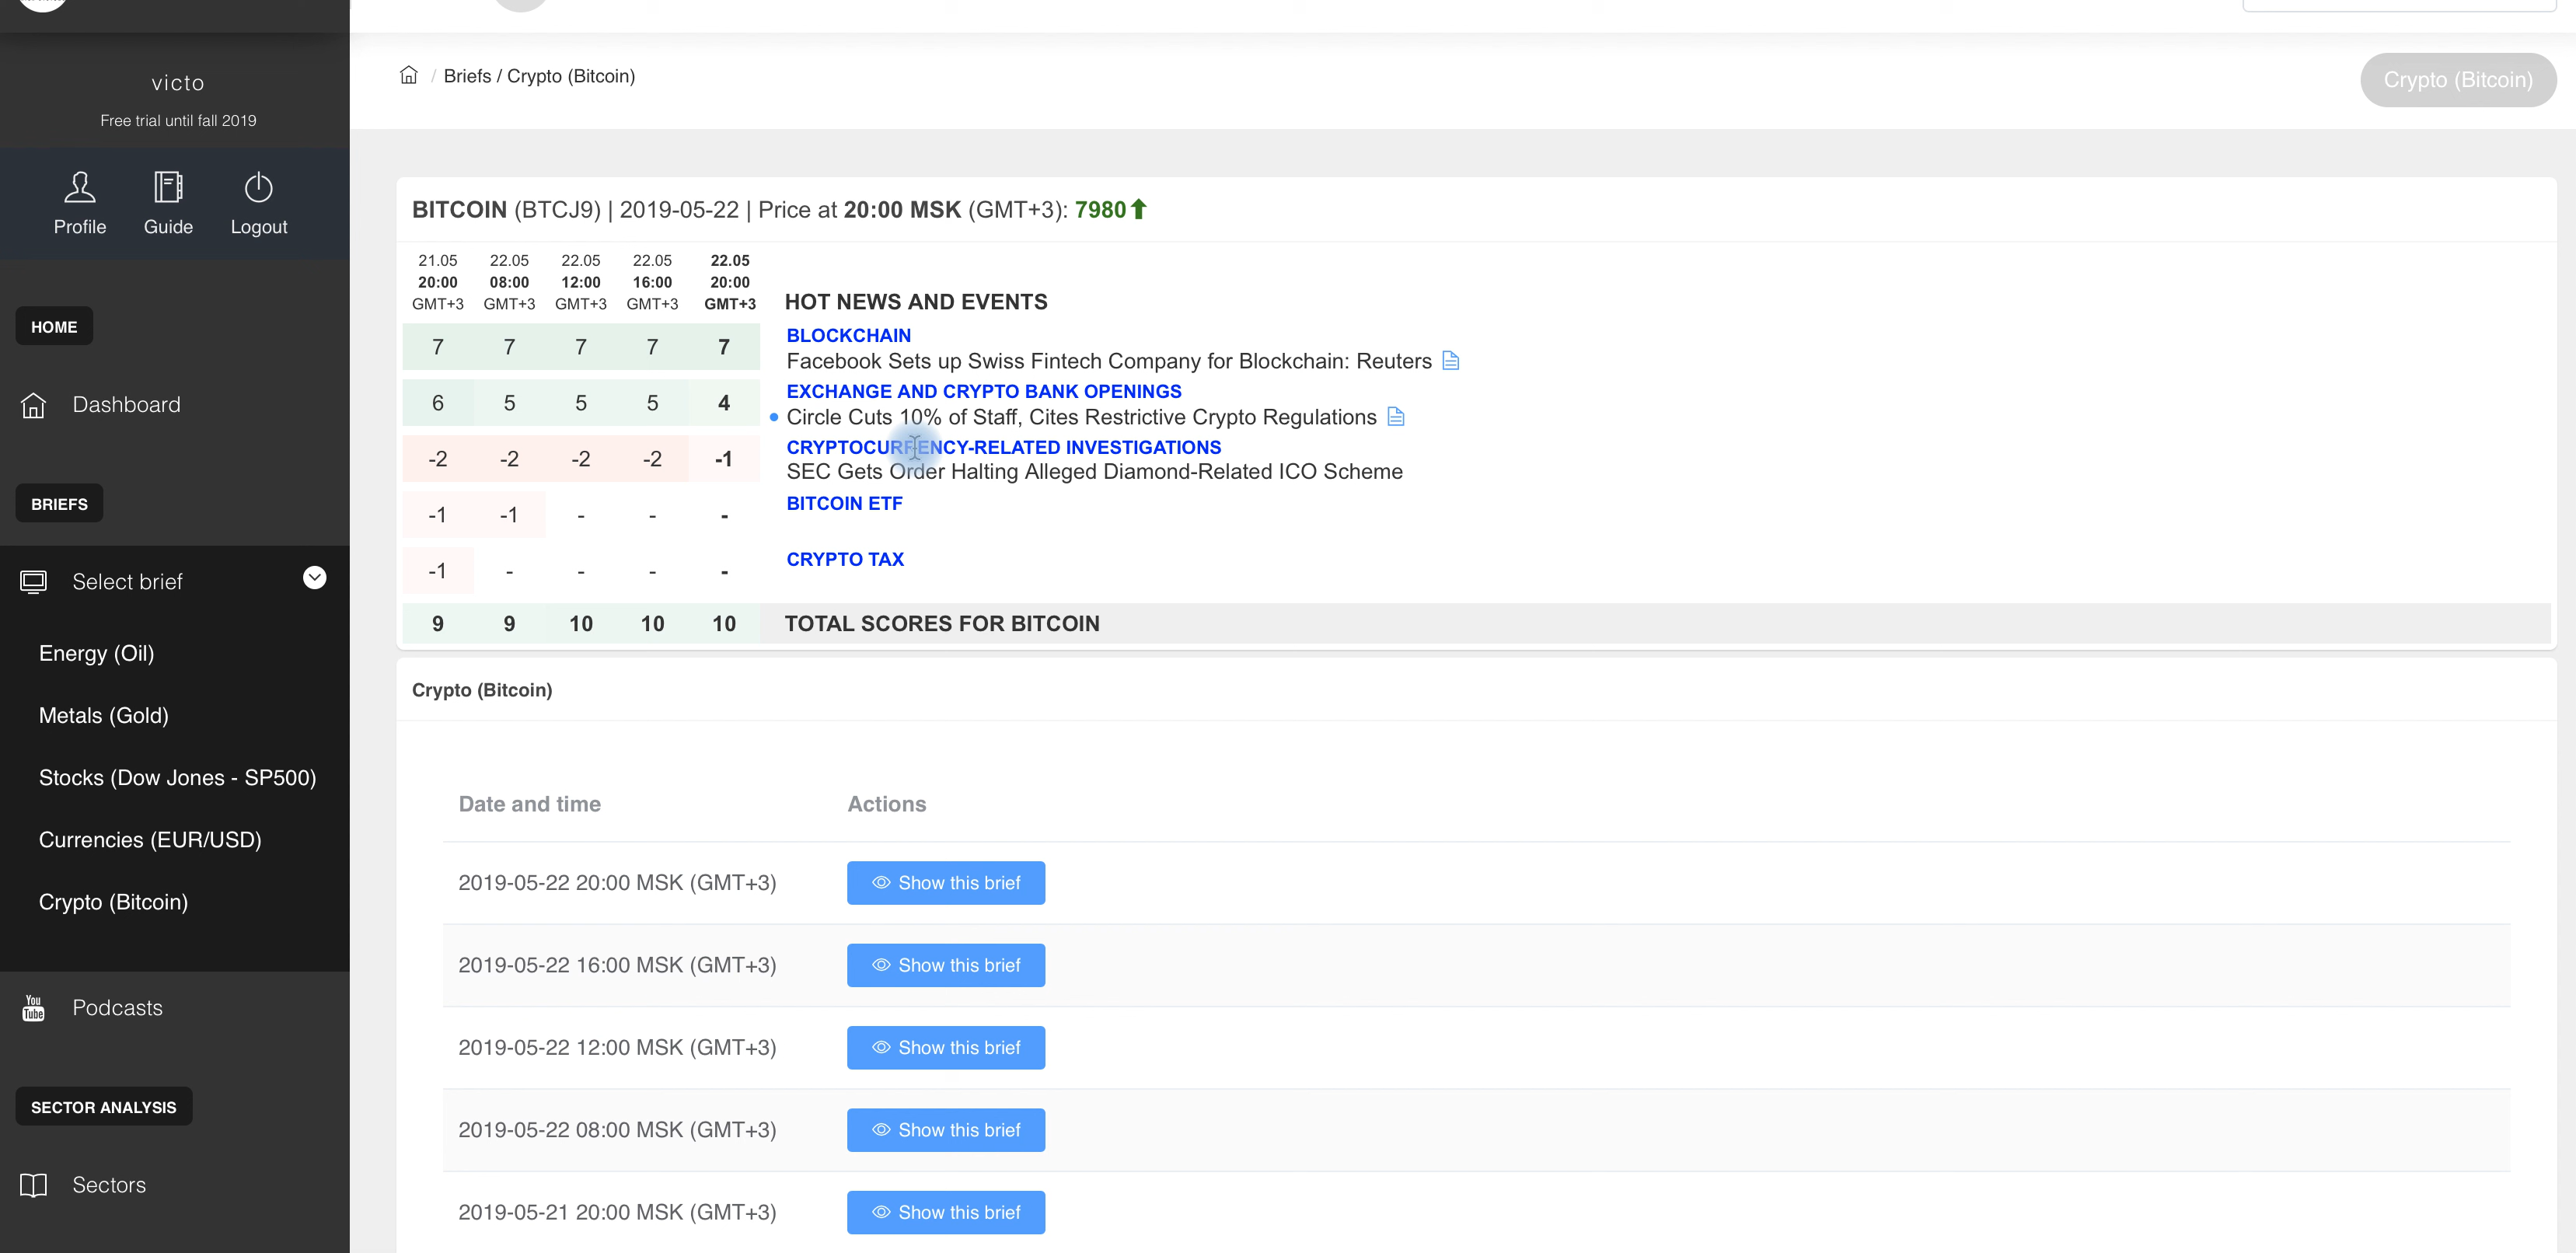 victo
Free trial until fall 2019
Profile Guide Logout
HOME
Dashboard
BRIEFS
Select brief
Energy (Oil)
Metals (Gold)
Stocks (Dow Jones - SP500)
Currencies (EUR/USD)
Crypto (Bitcoin)
You Tube Podcasts
SECTOR ANALYSIS
Sectors
/ Briefs / Crypto (Bitcoin)
Crypto (Bitcoin)
BITCOIN (BTCJ9) | 2019-05-22 | Price at 20:00 MSK (GMT+3): 7980
21.05 22.05 22.05 22.05 22.05
20:00 08:00 12:00 16:00 20:00
GMT+3 GMT+3 GMT+3 GMT+3 GMT+3 HOT NEWS AND EVENTS
BLOCKCHAIN
7 7 7 7 7
Facebook Sets up Swiss Fintech Company for Blockchain: Reuters
EXCHANGE AND CRYPTO BANK OPENINGS
6 5 5 5 4
Circle Cuts 10% of Staff, Cites Restrictive Crypto Regulations
CRYPTOCURRENCY-RELATED INVESTIGATIONS
-2 -2 -2 -2 -1
SEC Gets Order Halting Alleged Diamond-Related ICO Scheme
BITCOIN ETF
-1 -1 - - -
CRYPTO TAX
-1 - - - -
9 9 10 10 10 TOTAL SCORES FOR BITCOIN
Crypto (Bitcoin)
Date and time Actions
2019-05-22 20:00 MSK (GMT+3) Show this brief
2019-05-22 16:00 MSK (GMT+3) Show this brief
2019-05-22 12:00 MSK (GMT+3) Show this brief
2019-05-22 08:00 MSK (GMT+3) Show this brief
2019-05-21 20:00 MSK (GMT+3) Show this brief